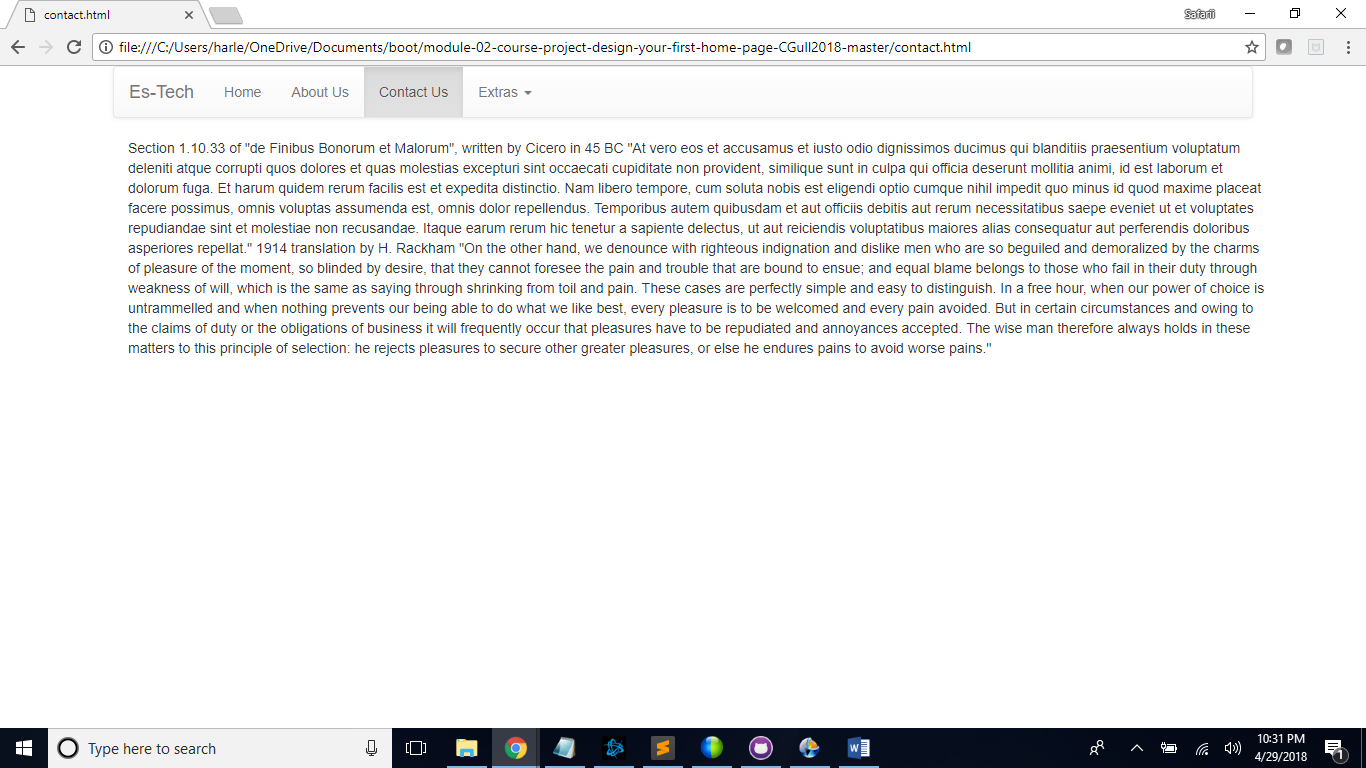 contact.html
Safarii
file:///C:/Users/harle/OneDrive/Documents/boot/module-02-course-project-design-your-first-home-page-CGull2018-master/contact.html
Es-Tech Home About Us Contact Us Extras
Section 1.10.33 of "de Finibus Bonorum et Malorum", written by Cicero in 45 BC "At vero eos et accusamus et iusto odio dignissimos ducimus qui blanditiis praesentium voluptatum
deleniti atque corrupti quos dolores et quas molestias excepturi sint occaecati cupiditate non provident, similique sunt in culpa qui officia deserunt mollitia animi, id est laborum et
dolorum fuga. Et harum quidem rerum facilis est et expedita distinctio. Nam libero tempore, cum soluta nobis est eligendi optio cumque nihil impedit quo minus id quod maxime placeat
facere possimus, omnis voluptas assumenda est, omnis dolor repellendus. Temporibus autem quibusdam et aut officiis debitis aut rerum necessitatibus saepe eveniet ut et voluptates
repudiandae sint et molestiae non recusandae. Itaque earum rerum hic tenetur a sapiente delectus, ut aut reiciendis voluptatibus maiores alias consequatur aut perferendis doloribus
asperiores repellat." 1914 translation by H. Rackham "On the other hand, we denounce with righteous indignation and dislike men who are so beguiled and demoralized by the charms
of pleasure of the moment, so blinded by desire, that they cannot foresee the pain and trouble that are bound to ensue; and equal blame belongs to those who fail in their duty through
weakness of will, which is the same as saying through shrinking from toil and pain. These cases are perfectly simple and easy to distinguish. In a free hour, when our power of choice is
untrammelled and when nothing prevents our being able to do what we like best, every pleasure is to be welcomed and every pain avoided. But in certain circumstances and owing to
the claims of duty or the obligations of business it will frequently occur that pleasures have to be repudiated and annoyances accepted. The wise man therefore always holds in these
matters to this principle of selection: he rejects pleasures to secure other greater pleasures, or else he endures pains to avoid worse pains."
Type here to search
10:31 PM
4/29/2018
1